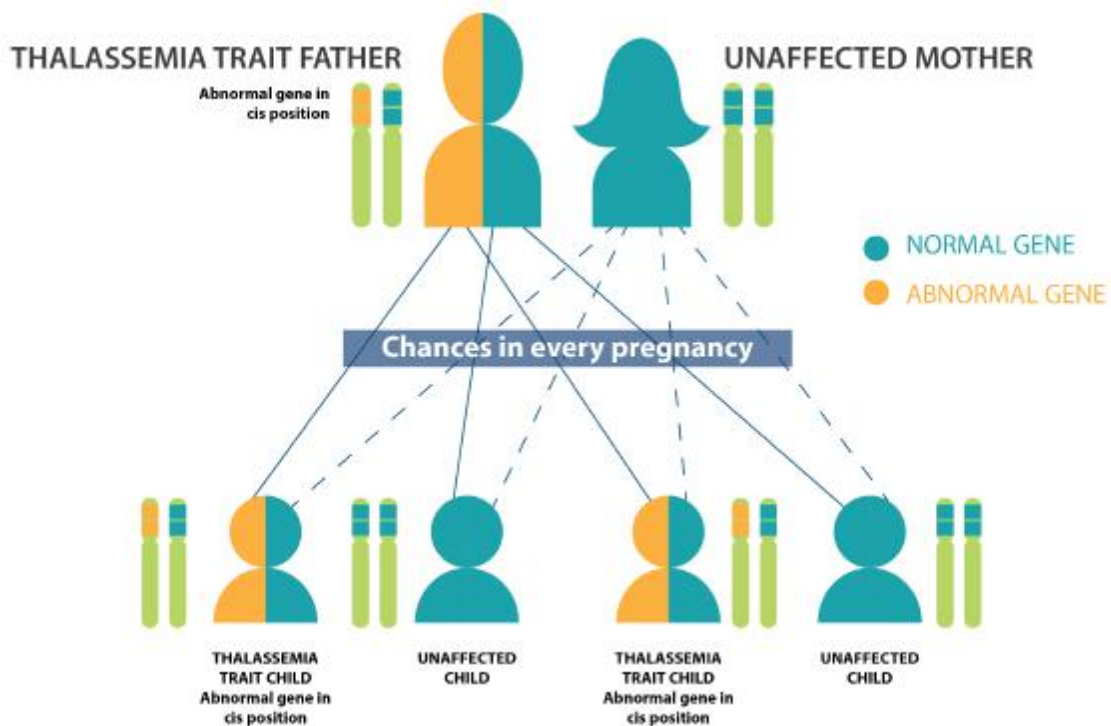 THALASSEMIA TRAIT FATHER
Abnormal gene in
cis position
UNAFFECTED MOTHER
NORMAL GENE
ABNORMAL GENE
Chances in every pregnancy
THALASSEMIA
TRAIT CHILD
Abnormal gene in
cis position
UNAFFECTED
CHILD
THALASSEMIA
TRAIT CHILD
Abnormal gene in
cis position
UNAFFECTED
CHILD